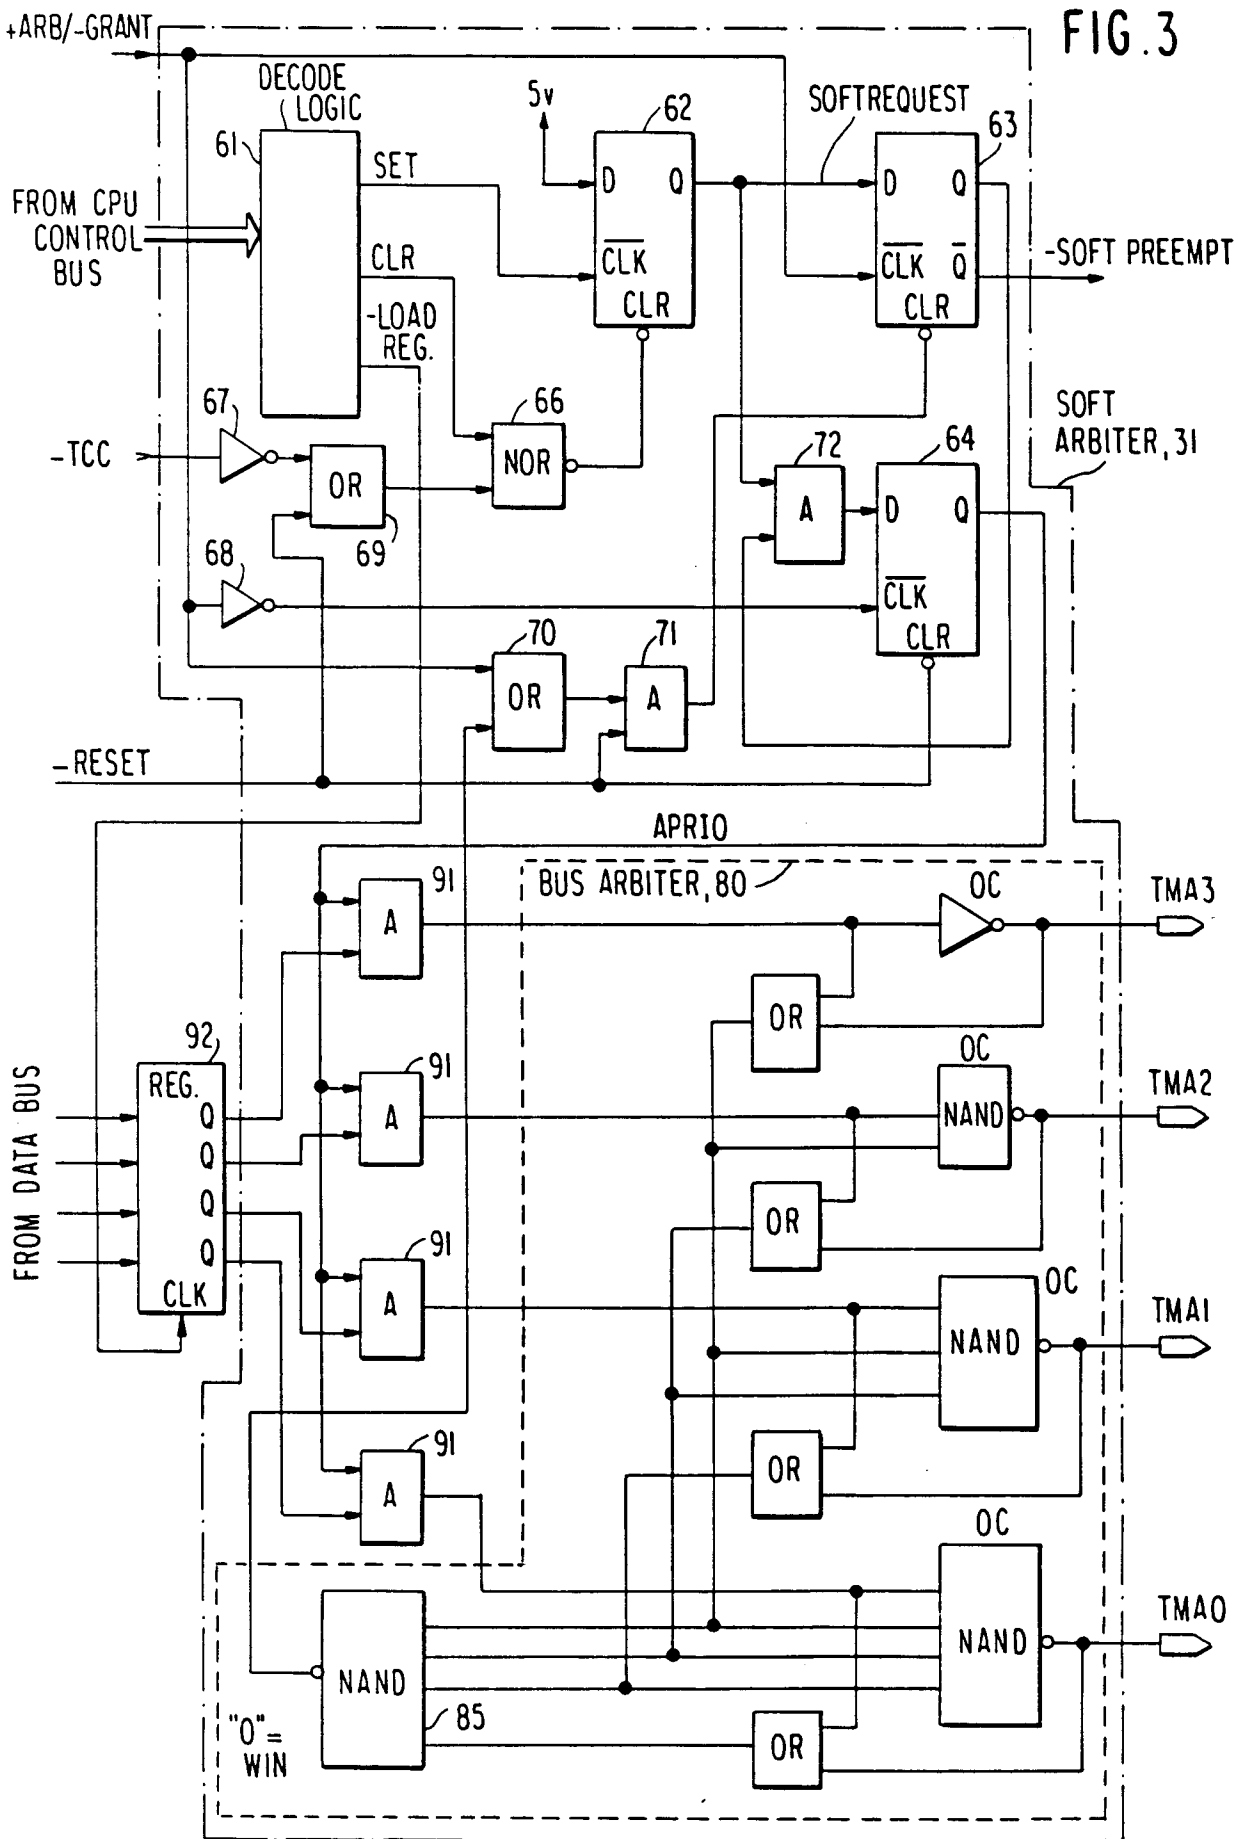 FIG.3
+ARB/-GRANT
DECODE
LOGIC
61
5v
62
SOFTREQUEST
63
SET
D
Q
D
Q
FROM CPU
CONTROL
BUS
CLR
CLK
CLR
CLK
Q
CLR
-SOFT PREEMPT
-LOAD
REG.
67
66
SOFT
ARBITER, 31
-TCC
OR
NOR
72
64
69
A
D
Q
68
CLK
CLR
70
71
OR
A
-RESET
APRIO
91
BUS ARBITER, 80
OC
TMA3
A
OR
92
91
OC
TMA2
REG.
Q
A
NAND
FROM DATA BUS
Q
Q
OR
Q
91
OC
TMA1
CLK
A
NAND
91
OR
A
OC
TMA0
NAND
NAND
85
"0"=
WIN
OR